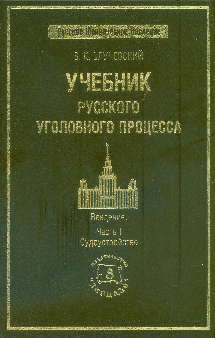 В. К. СЛУЧЕВСКИЙ
УЧЕБНИК
РУССКОГО
УГОЛОВНОГО ПРОЦЕССА
Введение.
Часть I
Судоустройство